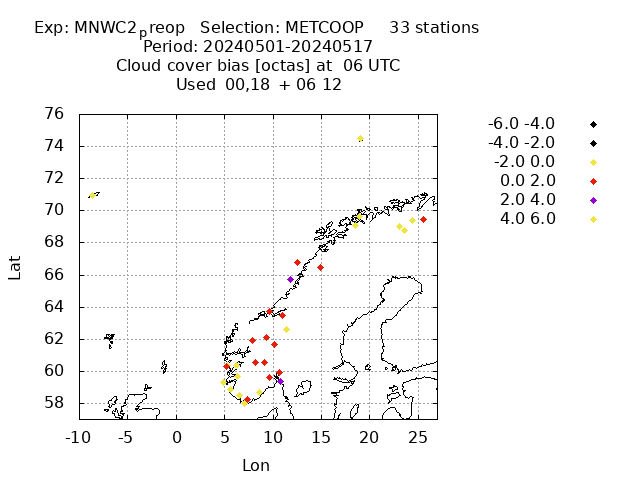 Exp: MNWC2preop Selection: METCOOP 33 stations
Period: 20240501-20240517
Cloud cover bias [octas] at 06 UTC
Used 00,18 + 06 12
-6.0 -4.0
-4.0 -2.0
-2.0 0.0
0.0 2.0
2.0 4.0
4.0 6.0
76
74
72
70
68
66
64
62
60
58
Lat
-10 -5 0 5 10 15 20 25
Lon